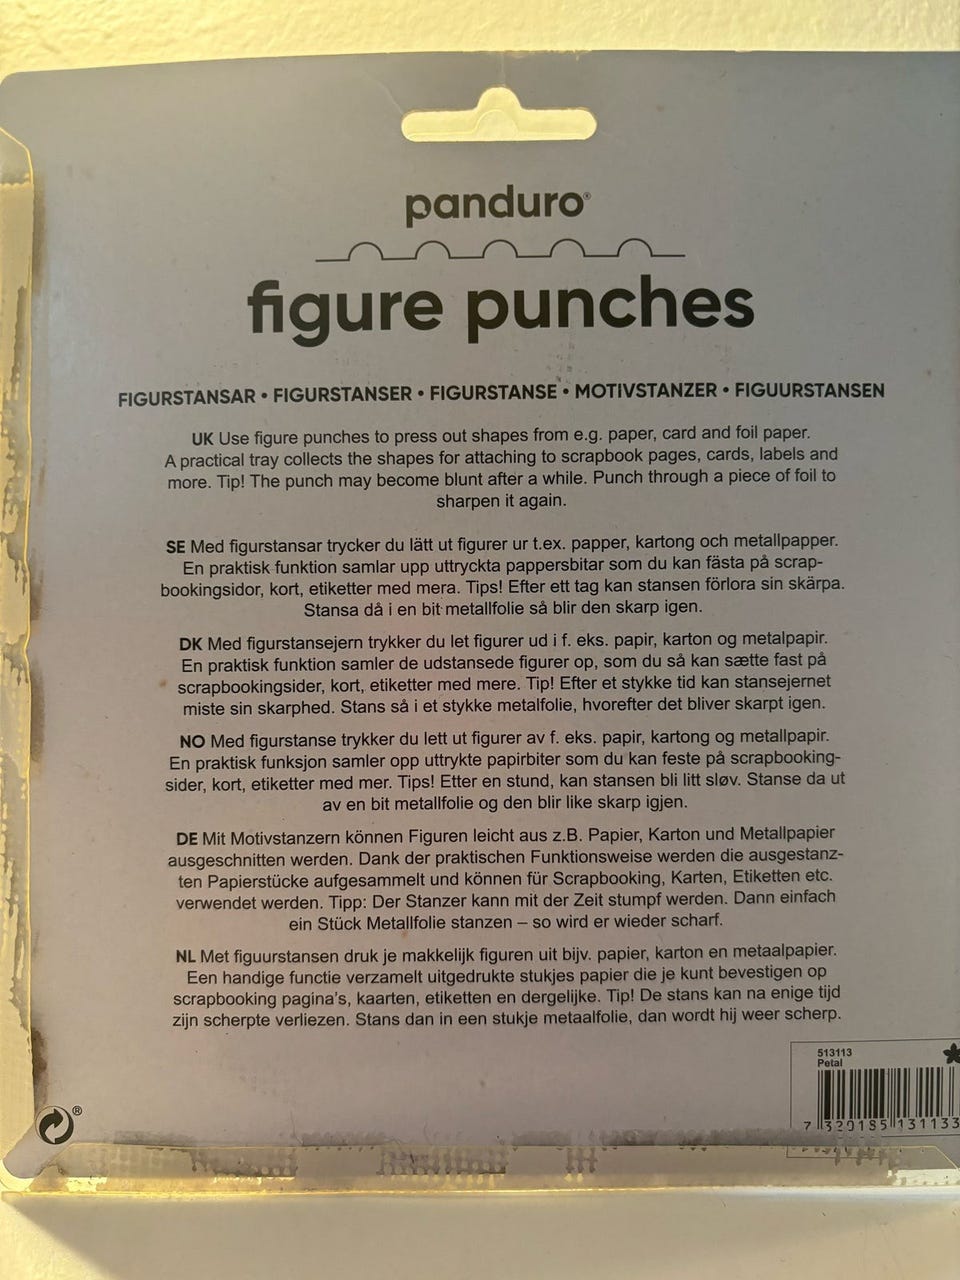 panduro®
figure punches
FIGURSTANSAR • FIGURSTANSER • FIGURSTANSE • MOTIVSTANZER • FIGUURSTANSEN
UK Use figure punches to press out shapes from e.g. paper, card and foil paper.
A practical tray collects the shapes for attaching to scrapbook pages, cards, labels and
more. Tip! The punch may become blunt after a while. Punch through a piece of foil to
sharpen it again.
SE Med figurstansar trycker du lätt ut figurer ur t.ex. papper, kartong och metallpapper.
En praktisk funktion samlar upp uttryckta pappersbitar som du kan fästa på scrap-
bookingsidor, kort, etiketter med mera. Tips! Efter ett tag kan stansen förlora sin skärpa.
Stansa då i en bit metallfolie så blir den skarp igen.
DK Med figurstansejern trykker du let figurer ud i f. eks. papir, karton og metalpapir.
En praktisk funktion samler de udstansede figurer op, som du så kan sætte fast på
scrapbookingsider, kort, etiketter med mere. Tip! Efter et stykke tid kan stansejernet
miste sin skarphed. Stans så i et stykke metalfolie, hvorefter det bliver skarpt igen.
NO Med figurstanse trykker du lett ut figurer av f. eks. papir, kartong og metallpapir.
En praktisk funksjon samler opp uttrykte papirbiter som du kan feste på scrapbooking-
sider, kort, etiketter med mer. Tips! Etter en stund, kan stansen bli litt sløv. Stanse da ut
av en bit metallfolie og den blir like skarp igjen.
DE Mit Motivstanzern können Figuren leicht aus z.B. Papier, Karton und Metallpapier
ausgeschnitten werden. Dank der praktischen Funktionsweise werden die ausgestanz-
ten Papierstücke aufgesammelt und können für Scrapbooking, Karten, Etiketten etc.
verwendet werden. Tipp: Der Stanzer kann mit der Zeit stumpf werden. Dann einfach
ein Stück Metallfolie stanzen – so wird er wieder scharf.
NL Met figuurstansen druk je makkelijk figuren uit bijv. papier, karton en metaalpapier.
Een handige functie verzamelt uitgedrukte stukjes papier die je kunt bevestigen op
scrapbooking pagina's, kaarten, etiketten en dergelijke. Tip! De stans kan na enige tijd
zijn scherpte verliezen. Stans dan in een stukje metaalfolie, dan wordt hij weer scherp.
513113
Petal
7 320185 131133
®